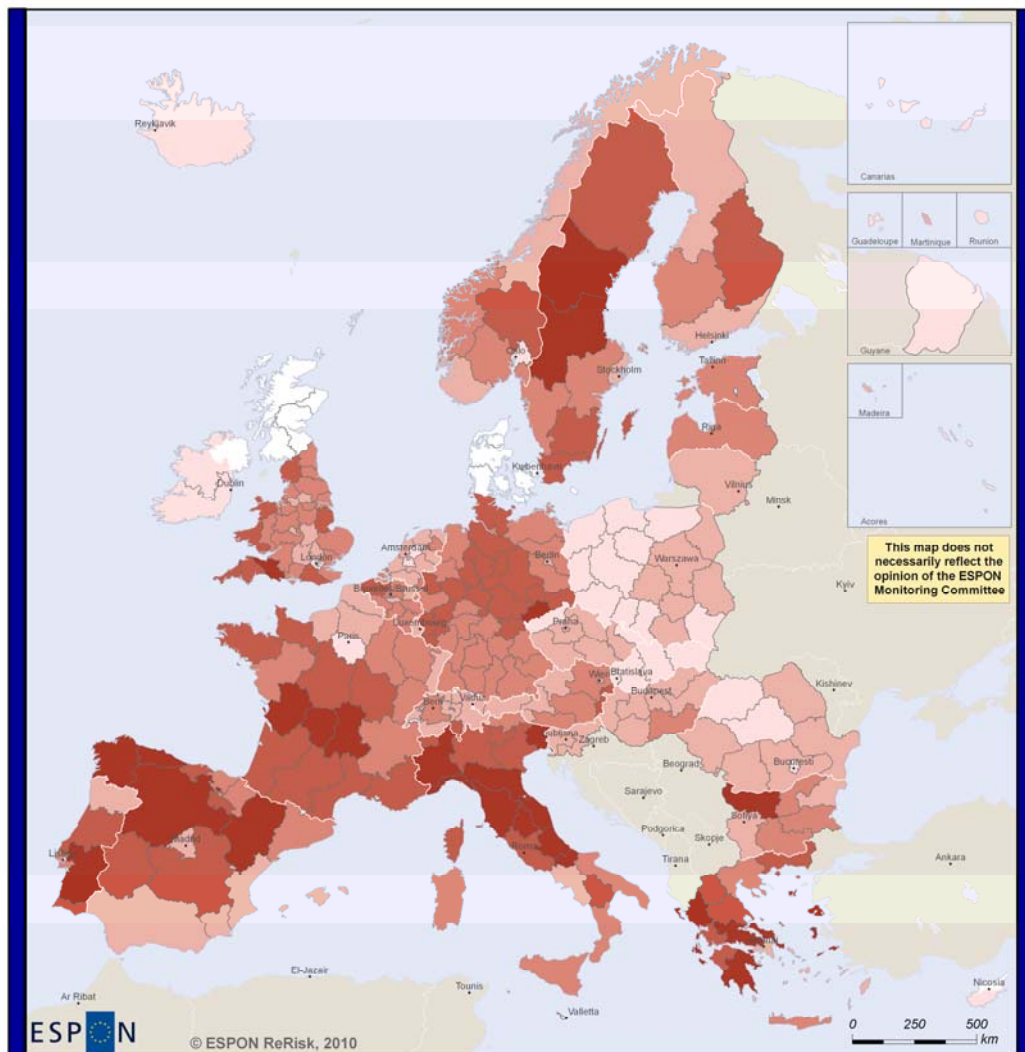 Reykjavik
Canarias
Guadeloupe
Martinique
Runion
Guyane
Helsinki
Oslo
Tallinn
Stockholm
Madeira
Riga
København
Dublin
Vilnius
Minsk
Acores
This map does not
necessarily reflect the
opinion of the ESPON
Monitoring Committee
Amsterdam
Berlin
Warszawa
London
Kyiv
Luxembourg
Praha
Paris
Wien
Bratislava
Kishinev
Budapest
Bern
Vaduz
Ljubljana
Zagreb
Bucuresti
Beograd
Sarajevo
Sofiya
Podgorica
Skopje
Madrid
Roma
Tirana
Ankara
El-Jazair
Tounis
Ar Ribat
Valletta
Nicosia
ESPON
© ESPON ReRisk, 2010
0 250 500
km